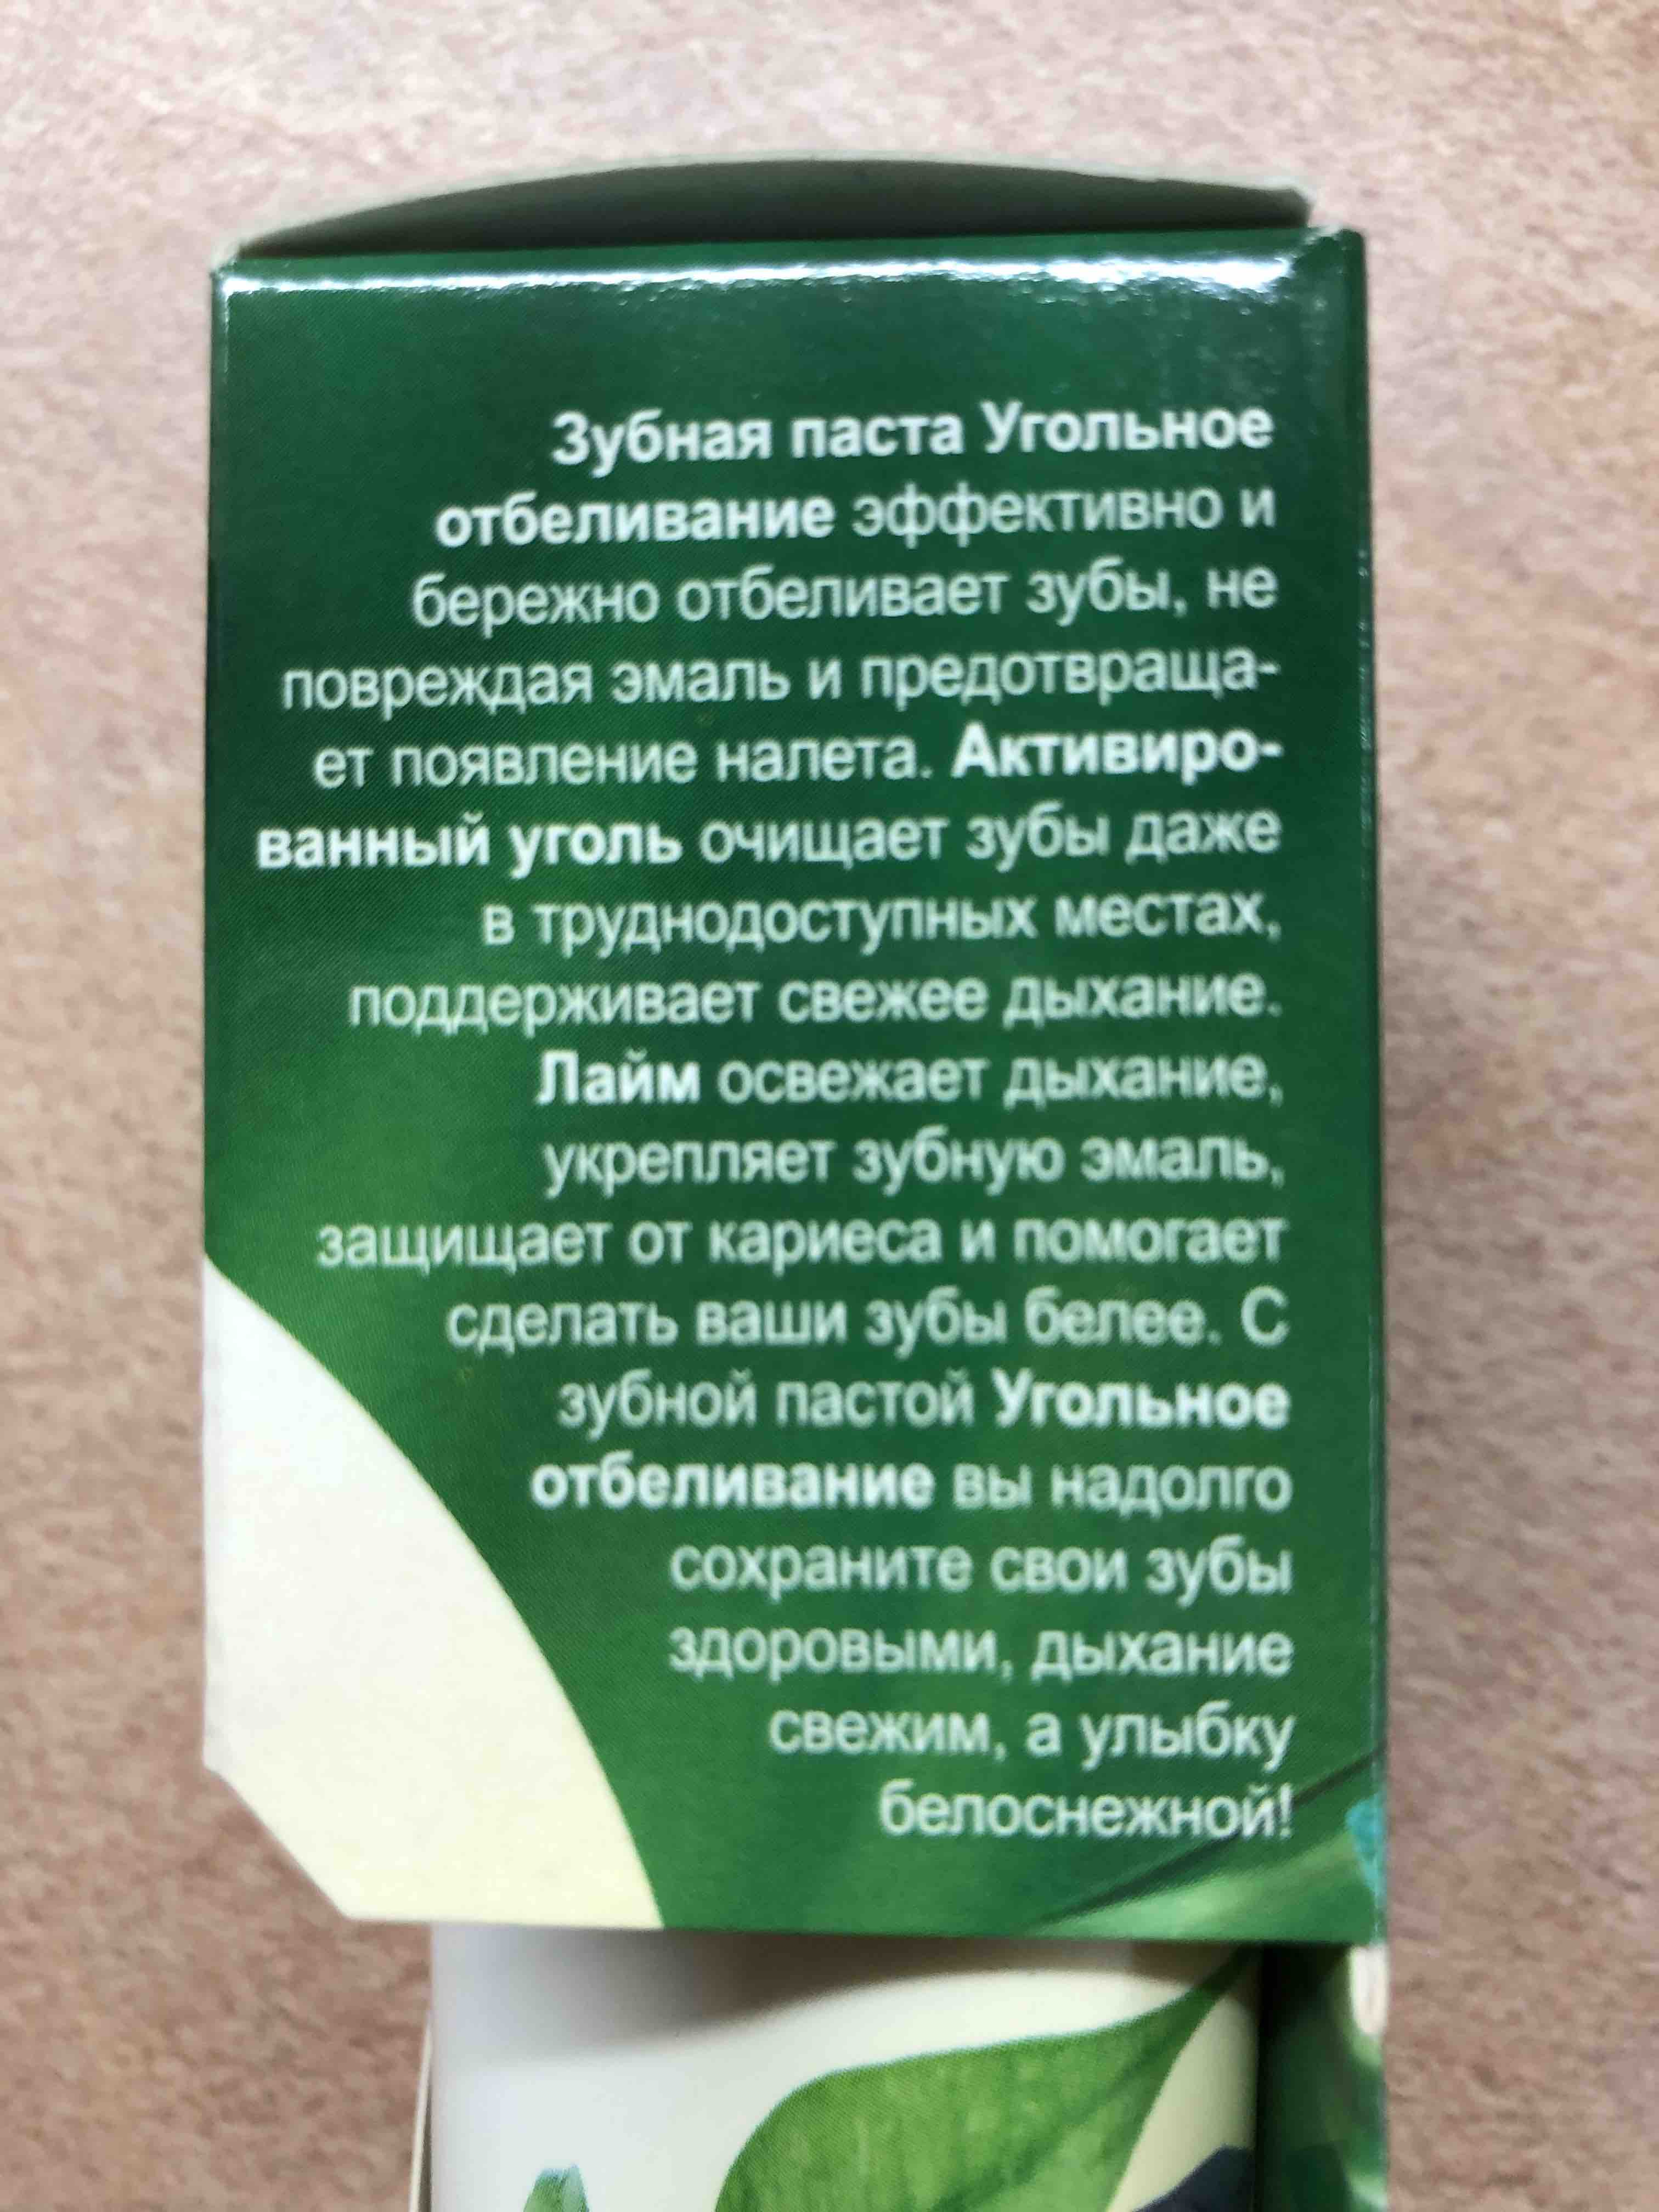 Зубная паста Угольное
отбеливание эффективно и
бережно отбеливает зубы, не
повреждая эмаль и предотвраща-
ет появление налета. Активиро-
ванный уголь очищает зубы даже
в труднодоступных местах,
поддерживает свежее дыхание.
Лайм освежает дыхание,
укрепляет зубную эмаль,
защищает от кариеса и помогает
сделать ваши зубы белее. С
зубной пастой Угольное
отбеливание вы надолго
сохраните свои зубы
здоровыми, дыхание
свежим, а улыбку
белоснежной!